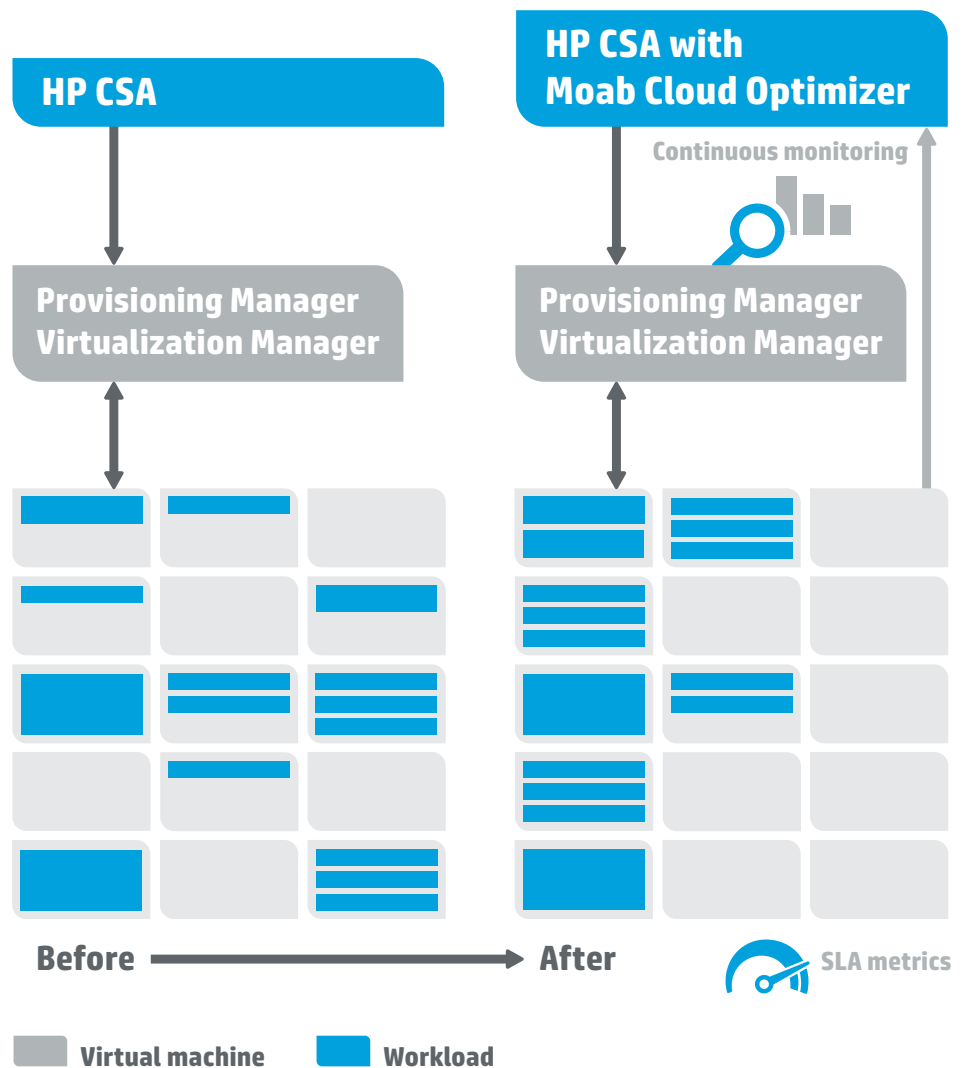 HP CSA
HP CSA with
Moab Cloud Optimizer
Continuous monitoring
Provisioning Manager
Virtualization Manager
Provisioning Manager
Virtualization Manager
Before
After
SLA metrics
Virtual machine
Workload